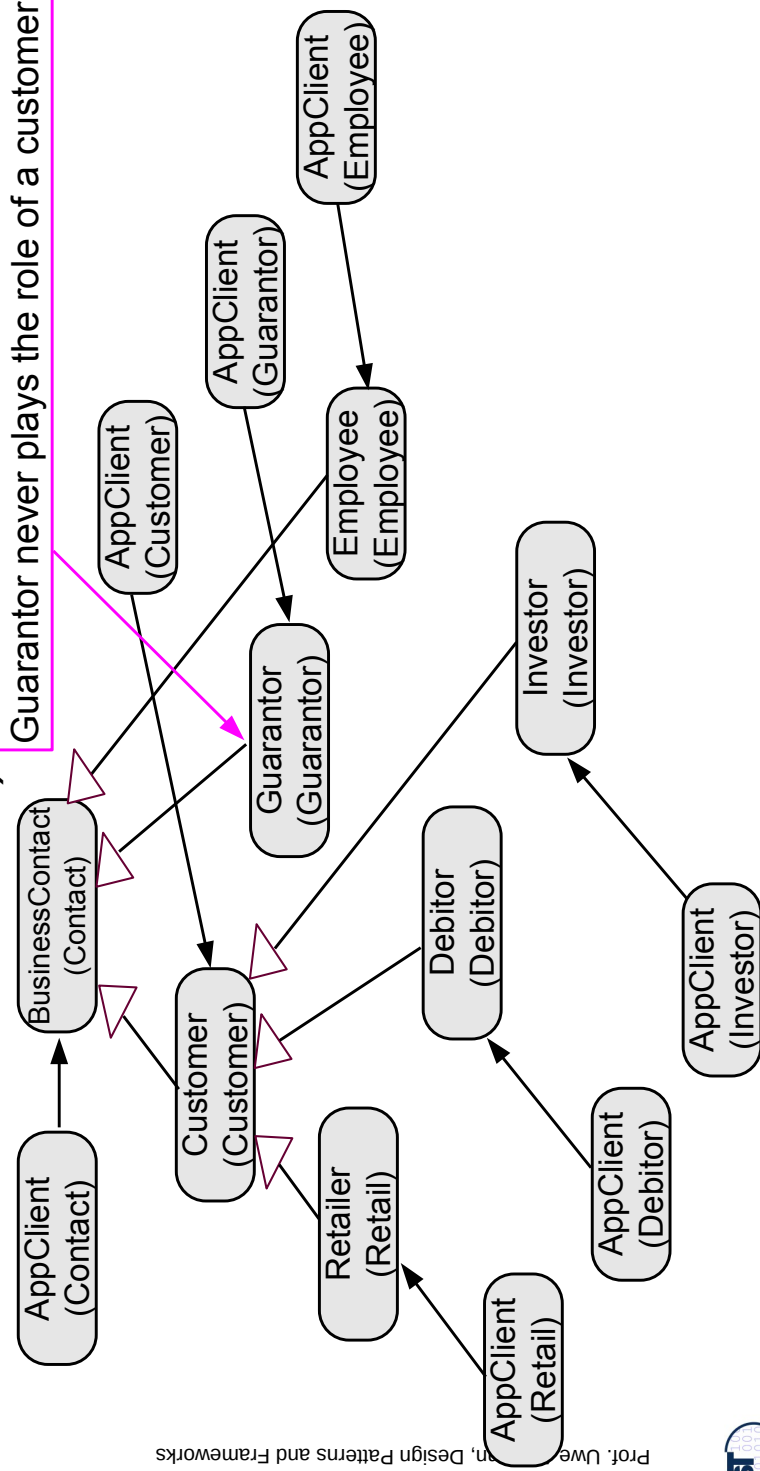 Guarantor never plays the role of a customer
AppClient
(Contact)
BusinessContact
(Contact)
AppClient
(Customer)
Customer
(Customer)
AppClient
(Guarantor)
Guarantor
(Guarantor)
AppClient
(Employee)
Employee
(Employee)
Retailer
(Retail)
Debitor
(Debitor)
Investor
(Investor)
AppClient
(Retail)
AppClient
(Debitor)
AppClient
(Investor)
Prof. Uwe Design Patterns and Frameworks